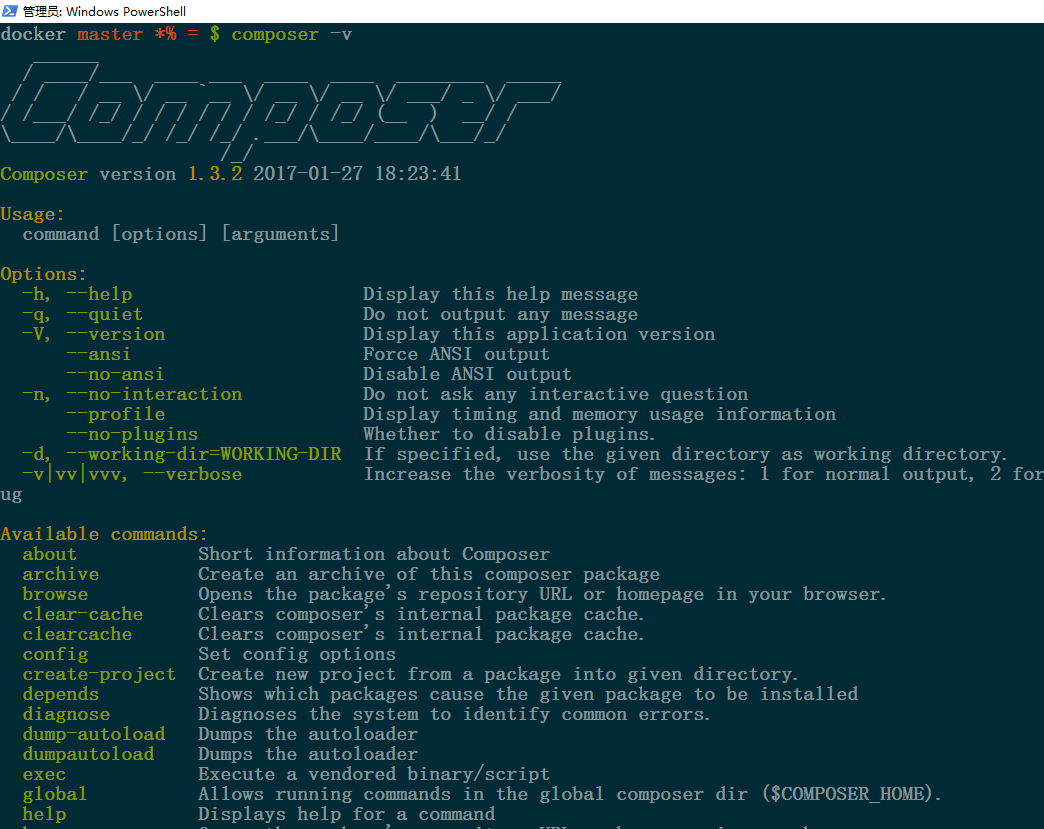 管理员: Windows PowerShell
docker master *% = $ composer -v
Composer
Composer version 1.3.2 2017-01-27 18:23:41
Usage:
command [options] [arguments]
Options:
-h, --help Display this help message
-q, --quiet Do not output any message
-V, --version Display this application version
--ansi Force ANSI output
--no-ansi Disable ANSI output
-n, --no-interaction Do not ask any interactive question
--profile Display timing and memory usage information
--no-plugins Whether to disable plugins.
-d, --working-dir=WORKING-DIR If specified, use the given directory as working directory.
-v|vv|vvv, --verbose Increase the verbosity of messages: 1 for normal output, 2 for
ug
Available commands:
about Short information about Composer
archive Create an archive of this composer package
browse Opens the package's repository URL or homepage in your browser.
clear-cache Clears composer's internal package cache.
clearcache Clears composer's internal package cache.
config Set config options
create-project Create new project from a package into given directory.
depends Shows which packages cause the given package to be installed
diagnose Diagnoses the system to identify common errors.
dump-autoload Dumps the autoloader
dumpautoload Dumps the autoloader
exec Execute a vendored binary/script
global Allows running commands in the global composer dir ($COMPOSER_HOME).
help Displays help for a command